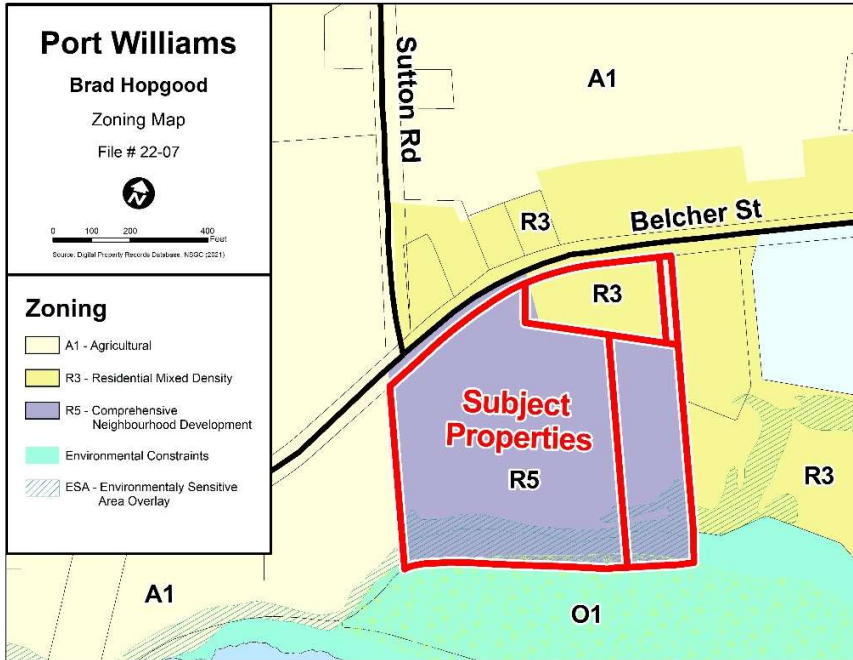 Port Williams
Brad Hopgood
Zoning Map
File # 22-07
N
0 100 200 400
Feet
Source: Digital Property Records Database, NSGC (2021)
Zoning
A1 - Agricultural
R3 - Residential Mixed Density
R5 - Comprehensive
Neighbourhood Development
Environmental Constraints
ESA - Environmentaly Sensitive
Area Overlay
Sutton Rd
A1
R3
Belcher St
R3
Subject
Properties
R5
R3
A1
O1